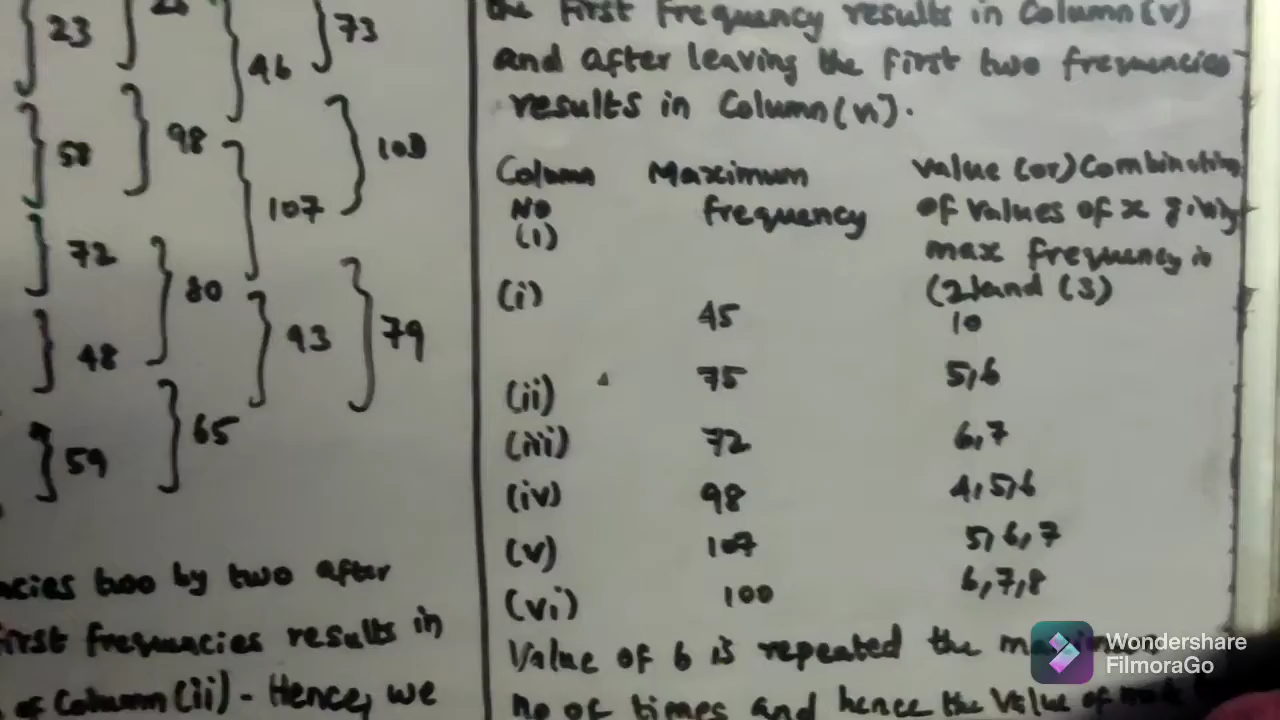 23
73
46
58
98
100
107
72
80
48
93
79
65
59
ncies two by two after
first frequencies results in
of Column (ii) - Hence, we
the first frequency results in Column (v)
and after leaving the first two frequencies
results in Column (vi).
Column Maximum Value (or) Combination
No frequency of values of x giving
(1) max frequency in
(2) and (3)
(i) 45 10
(ii) 75 5,6
(iii) 72 6,7
(iv) 98 4,5,6
(v) 107 5,6,7
(vi) 100 6,7,8
Value of 6 is repeated the maximum
no of times and hence the value of
Wondershare
FilmoraGo